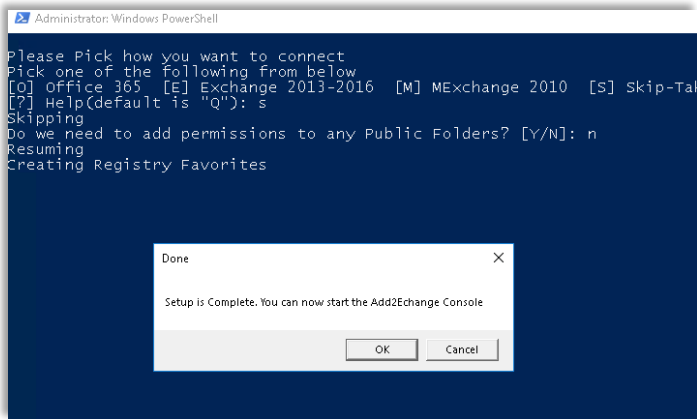 Administrator: Windows PowerShell
Please Pick how you want to connect
Pick one of the following from below
[O] Office 365  [E] Exchange 2013-2016  [M] MExchange 2010  [S] Skip-Ta
[?] Help(default is "Q"): s
Skipping
Do we need to add permissions to any Public Folders? [Y/N]: n
Resuming
Creating Registry Favorites
Done
Setup is Complete. You can now start the Add2Echange Console
OK Cancel